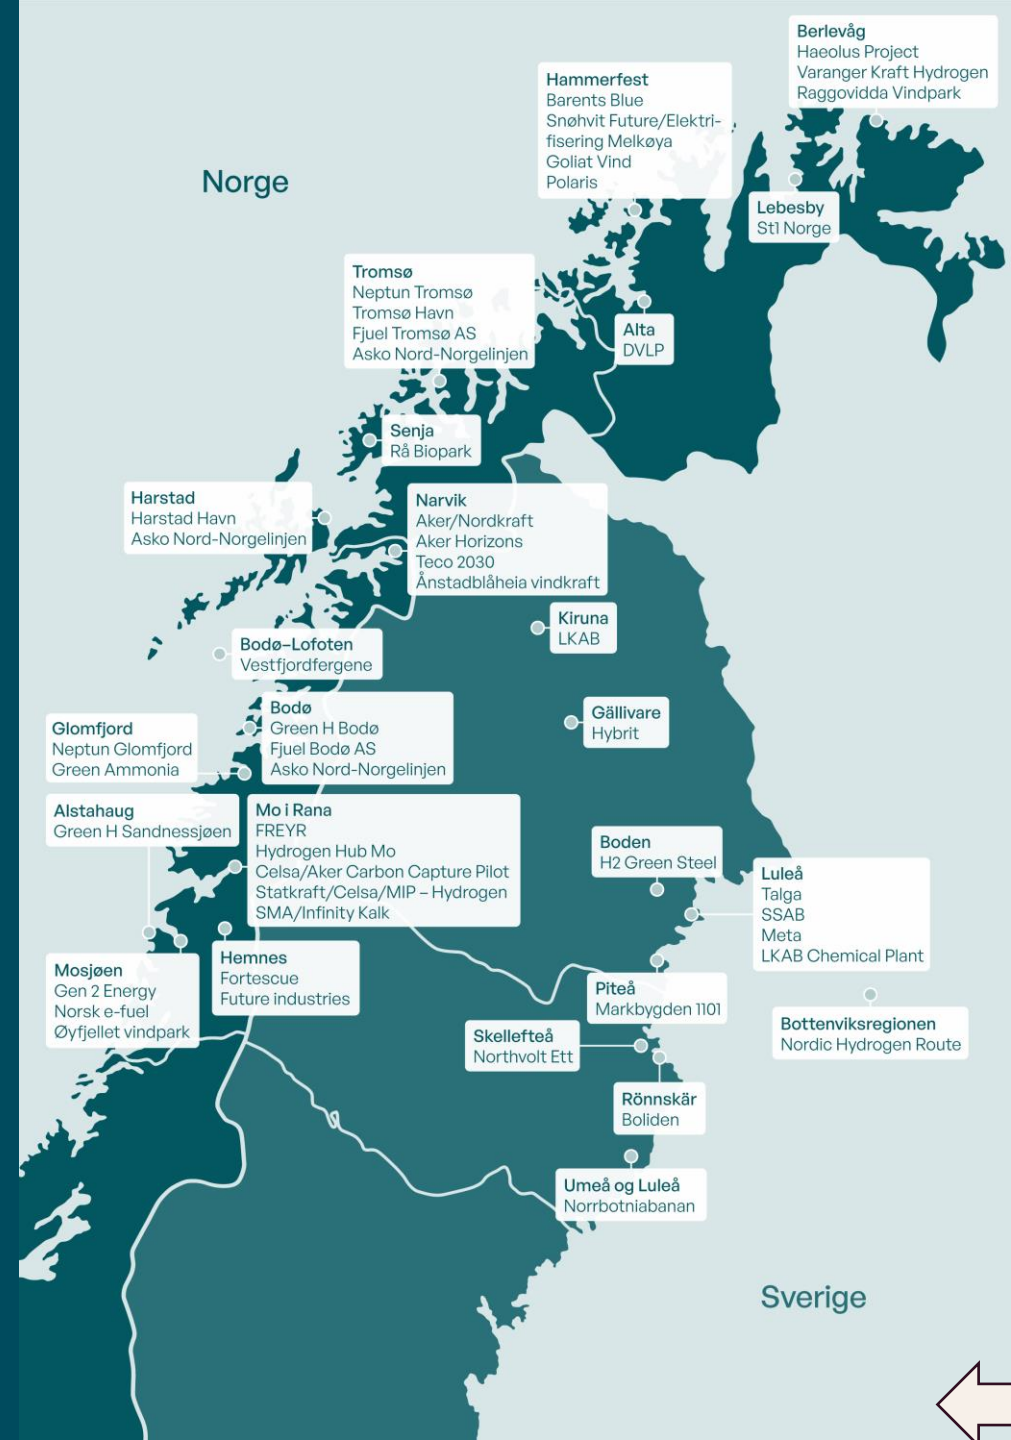 Berlevåg
Haeolus Project
Varanger Kraft Hydrogen
Raggovidda Vindpark
Hammerfest
Barents Blue
Snøhvit Future/Elektri-
fisering Melkøya
Goliat Vind
Polaris
Norge
Lebesby
St1 Norge
Tromsø
Neptun Tromsø
Tromsø Havn
Fjuel Tromsø AS
Asko Nord-Norgelinjen
Alta
DVLP
Senja
Rå Biopark
Harstad
Harstad Havn
Asko Nord-Norgelinjen
Narvik
Aker/Nordkraft
Aker Horizons
Teco 2030
Ånstadblåheia vindkraft
Kiruna
LKAB
Bodø–Lofoten
Vestfjordfergene
Bodø
Green H Bodø
Fjuel Bodø AS
Asko Nord-Norgelinjen
Gällivare
Hybrit
Glomfjord
Neptun Glomfjord
Green Ammonia
Alstahaug
Green H Sandnessjøen
Mo i Rana
FREYR
Hydrogen Hub Mo
Celsa/Aker Carbon Capture Pilot
Statkraft/Celsa/MIP – Hydrogen
SMA/Infinity Kalk
Boden
H2 Green Steel
Luleå
Talga
SSAB
Meta
LKAB Chemical Plant
Hemnes
Fortescue
Future industries
Mosjøen
Gen 2 Energy
Norsk e-fuel
Øyfjellet vindpark
Piteå
Markbygden 1101
Bottenviksregionen
Nordic Hydrogen Route
Skellefteå
Northvolt Ett
Rönnskär
Boliden
Umeå og Luleå
Norrbotniabanan
Sverige